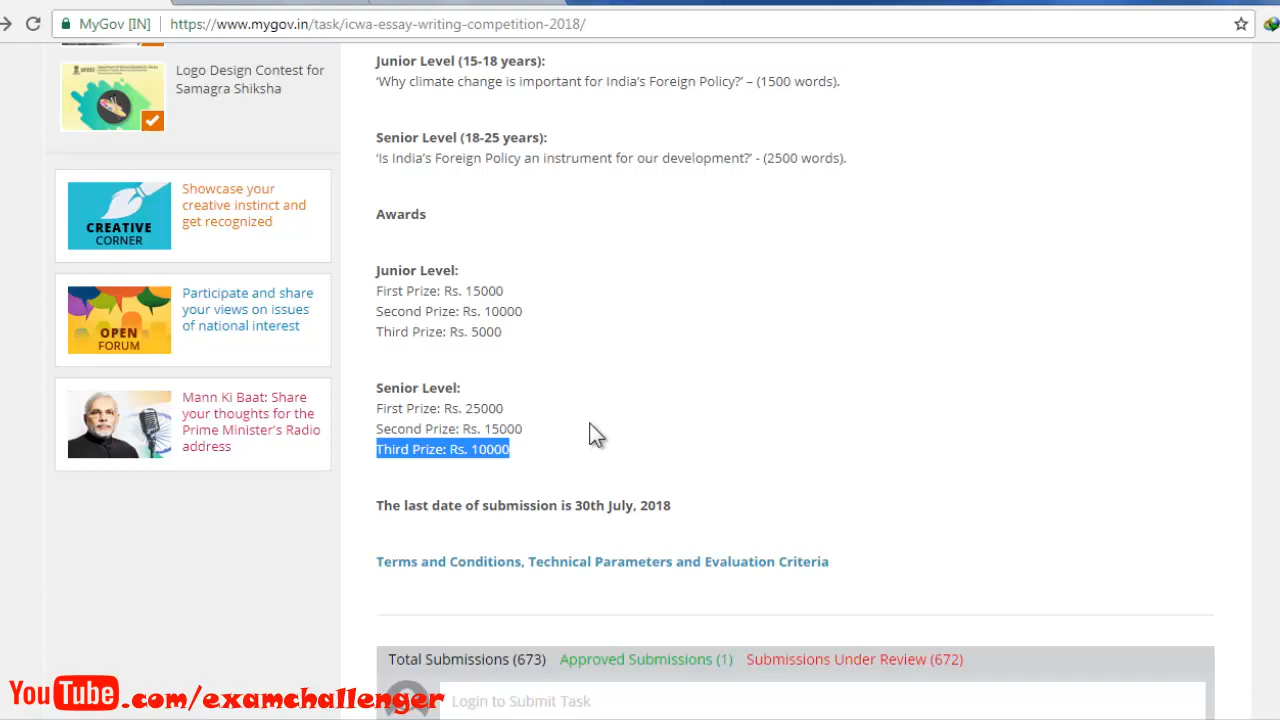 MyGov [IN]
https://www.mygov.in/task/icwa-essay-writing-competition-2018/
Logo Design Contest for
Samagra Shiksha
CREATIVE
CORNER
Showcase your
creative instinct and
get recognized
OPEN
FORUM
Participate and share
your views on issues
of national interest
Mann Ki Baat: Share
your thoughts for the
Prime Minister's Radio
address
Junior Level (15-18 years):
‘Why climate change is important for India’s Foreign Policy?’ – (1500 words).
Senior Level (18-25 years):
‘Is India’s Foreign Policy an instrument for our development?’ - (2500 words).
Awards
Junior Level:
First Prize: Rs. 15000
Second Prize: Rs. 10000
Third Prize: Rs. 5000
Senior Level:
First Prize: Rs. 25000
Second Prize: Rs. 15000
Third Prize: Rs. 10000
The last date of submission is 30th July, 2018
Terms and Conditions, Technical Parameters and Evaluation Criteria
Total Submissions (673) Approved Submissions (1) Submissions Under Review (672)
Login to Submit Task
YouTube.com/examchallenger